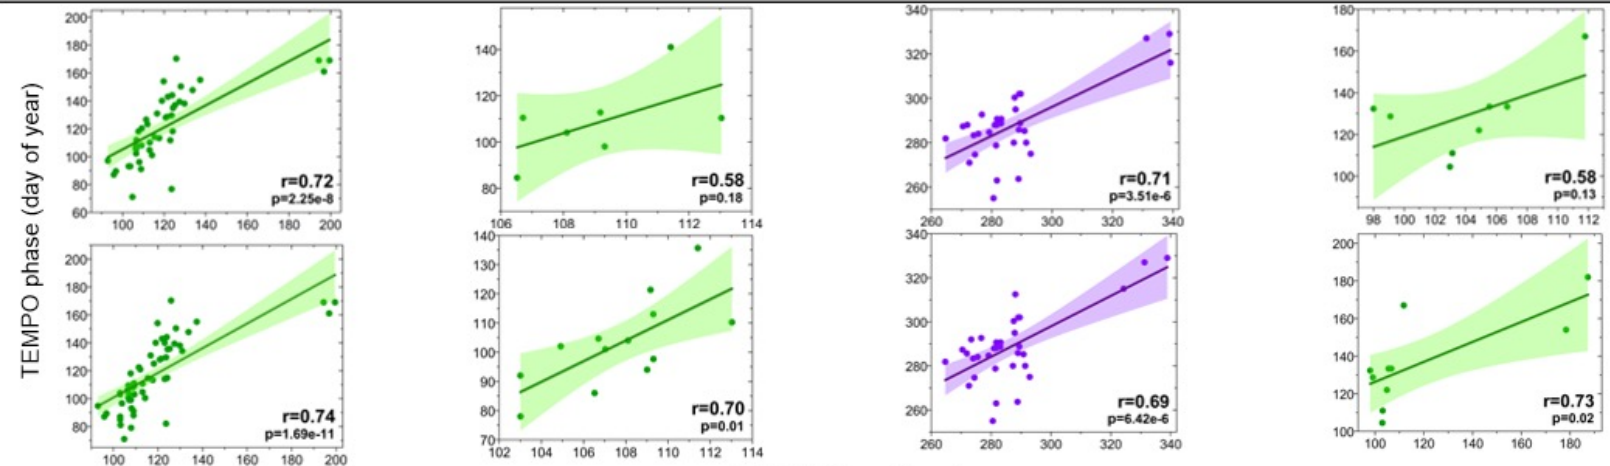 TEMPO phase (day of year)
200
180
160
140
120
100
80
60
100 120 140 160 180 200
r=0.72
p=2.25e-8
140
120
100
80
106 108 110 112 114
r=0.58
p=0.18
340
320
300
280
260
260 280 300 320 340
r=0.71
p=3.51e-6
180
160
140
120
100
98 100 102 104 106 108 110 112
r=0.58
p=0.13
200
180
160
140
120
100
80
100 120 140 160 180 200
r=0.74
p=1.69e-11
140
130
120
110
100
90
80
70
102 104 106 108 110 112 114
r=0.70
p=0.01
340
320
300
280
260
260 280 300 320 340
r=0.69
p=6.42e-6
200
180
160
140
120
100
100 120 140 160 180
r=0.73
p=0.02